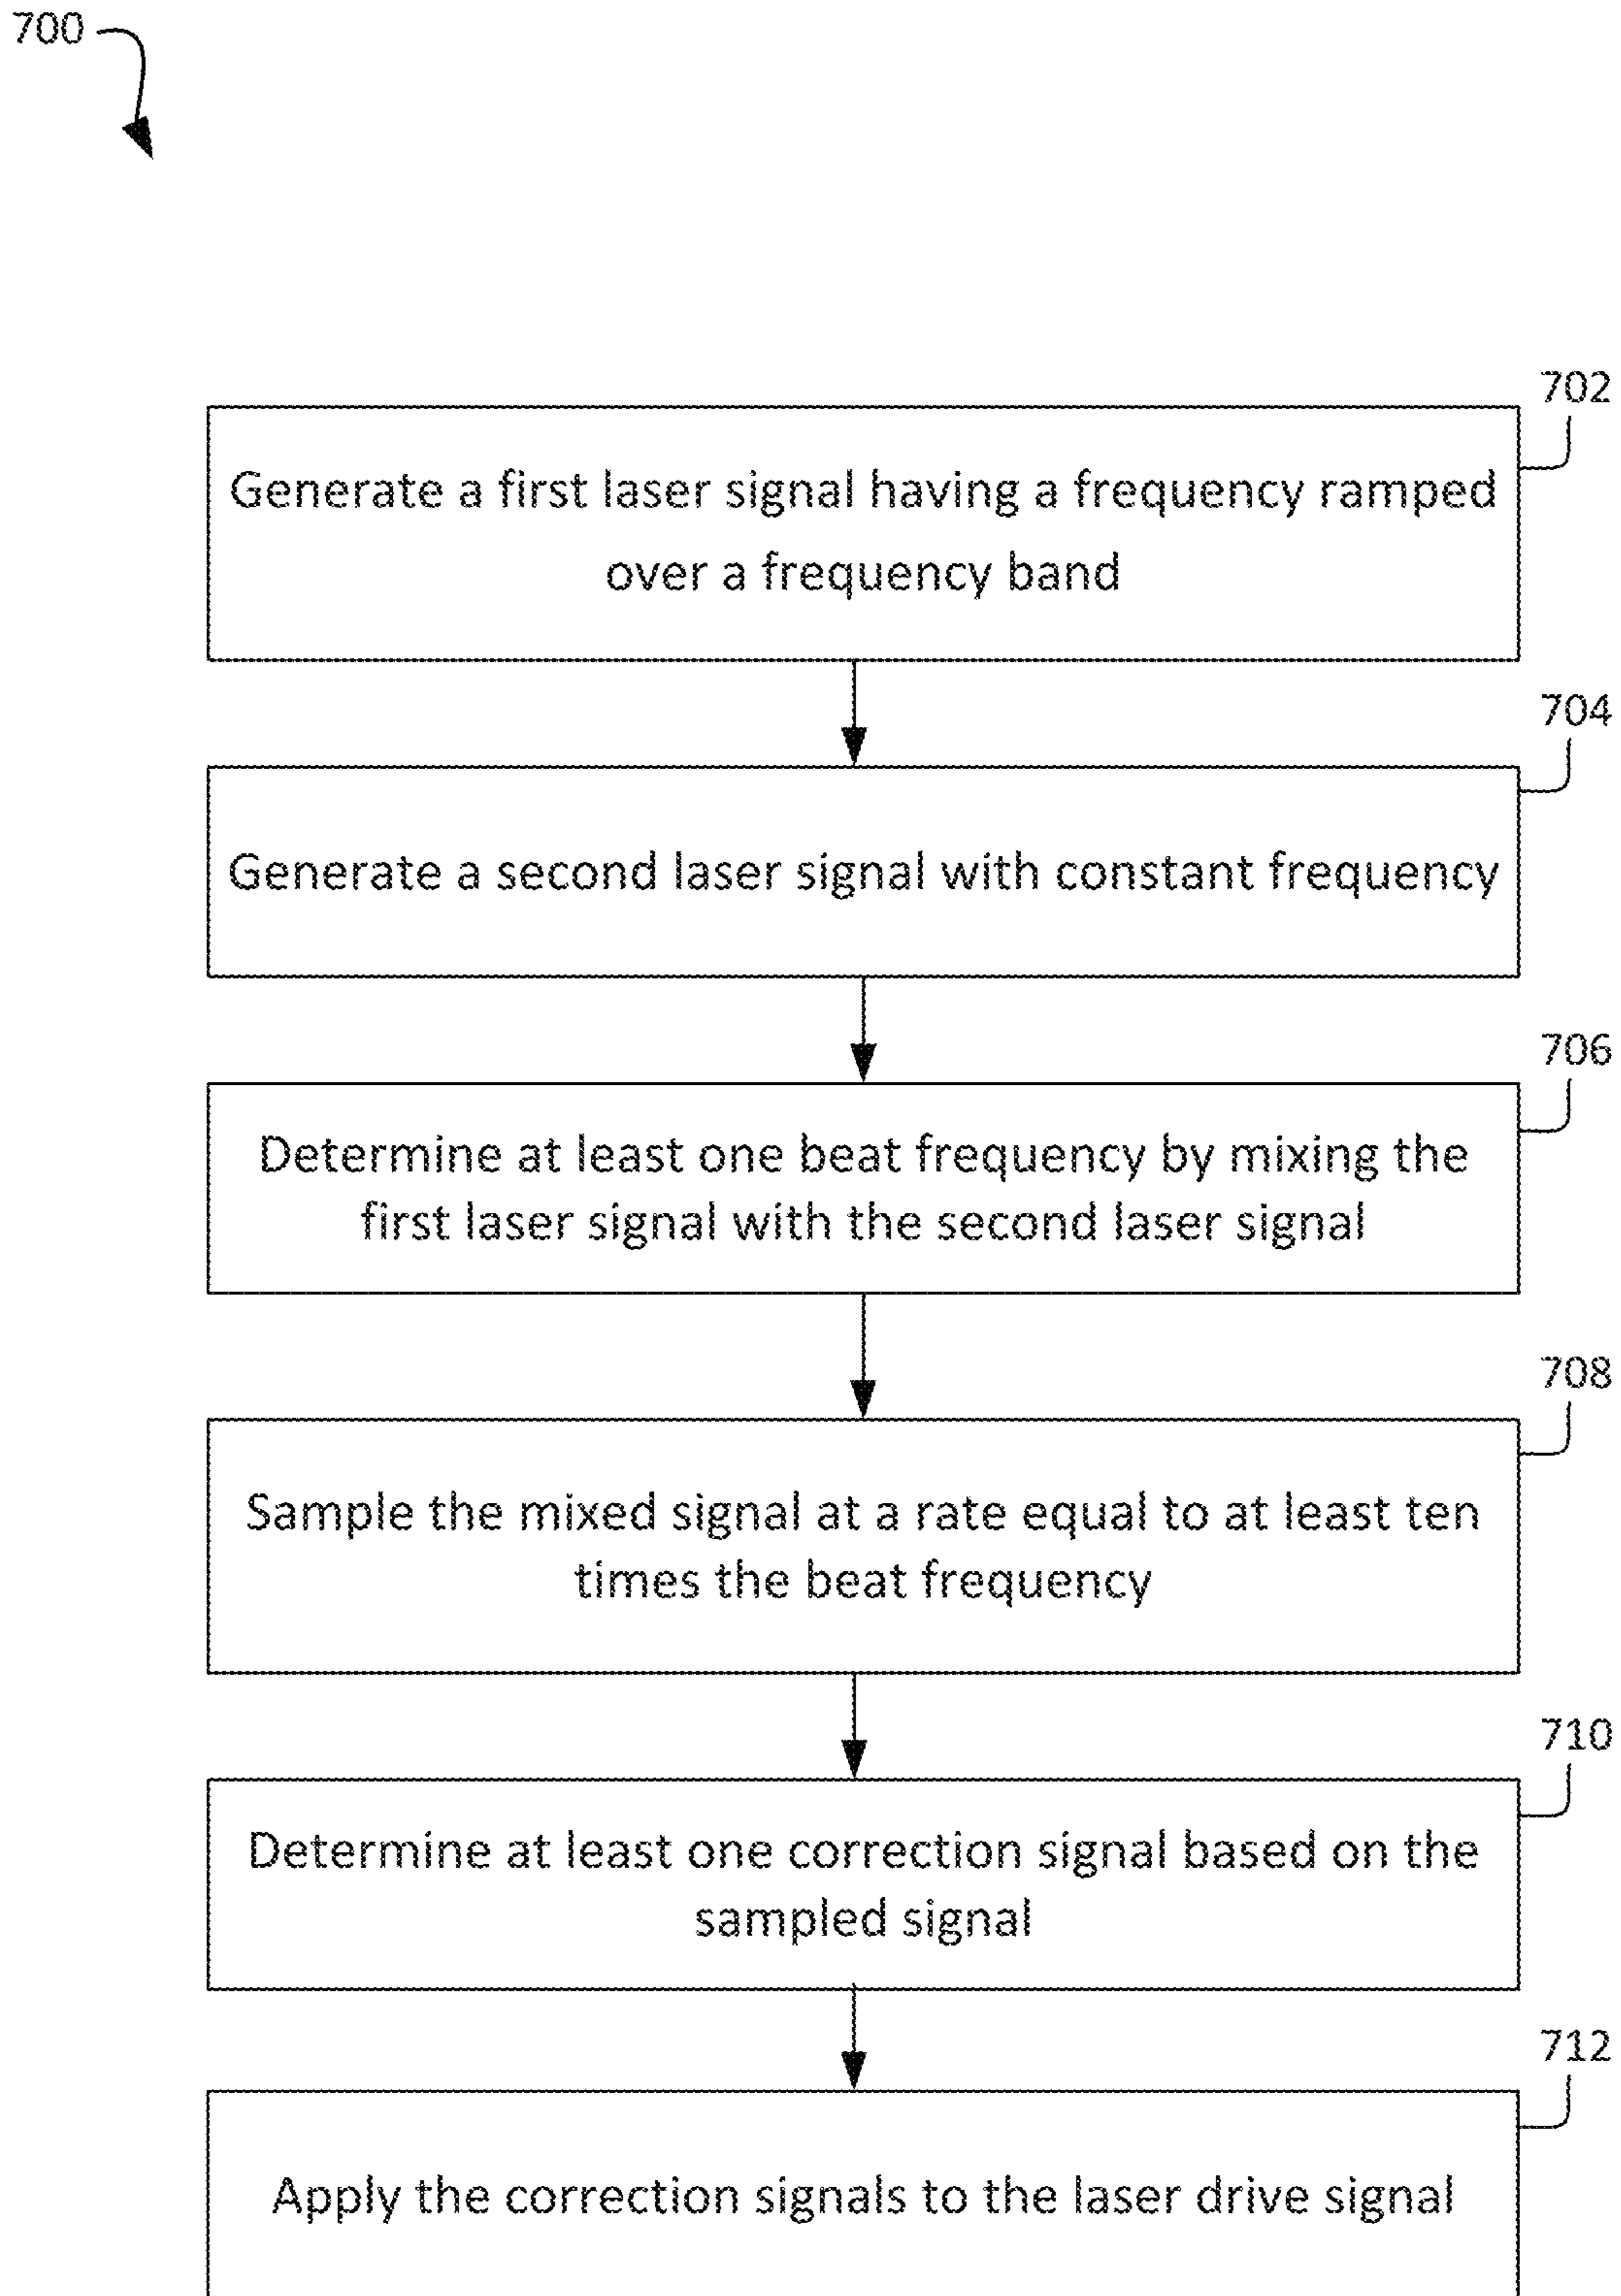 700
702
Generate a first laser signal having a frequency ramped
over a frequency band
704
Generate a second laser signal with constant frequency
706
Determine at least one beat frequency by mixing the
first laser signal with the second laser signal
708
Sample the mixed signal at a rate equal to at least ten
times the beat frequency
710
Determine at least one correction signal based on the
sampled signal
712
Apply the correction signals to the laser drive signal